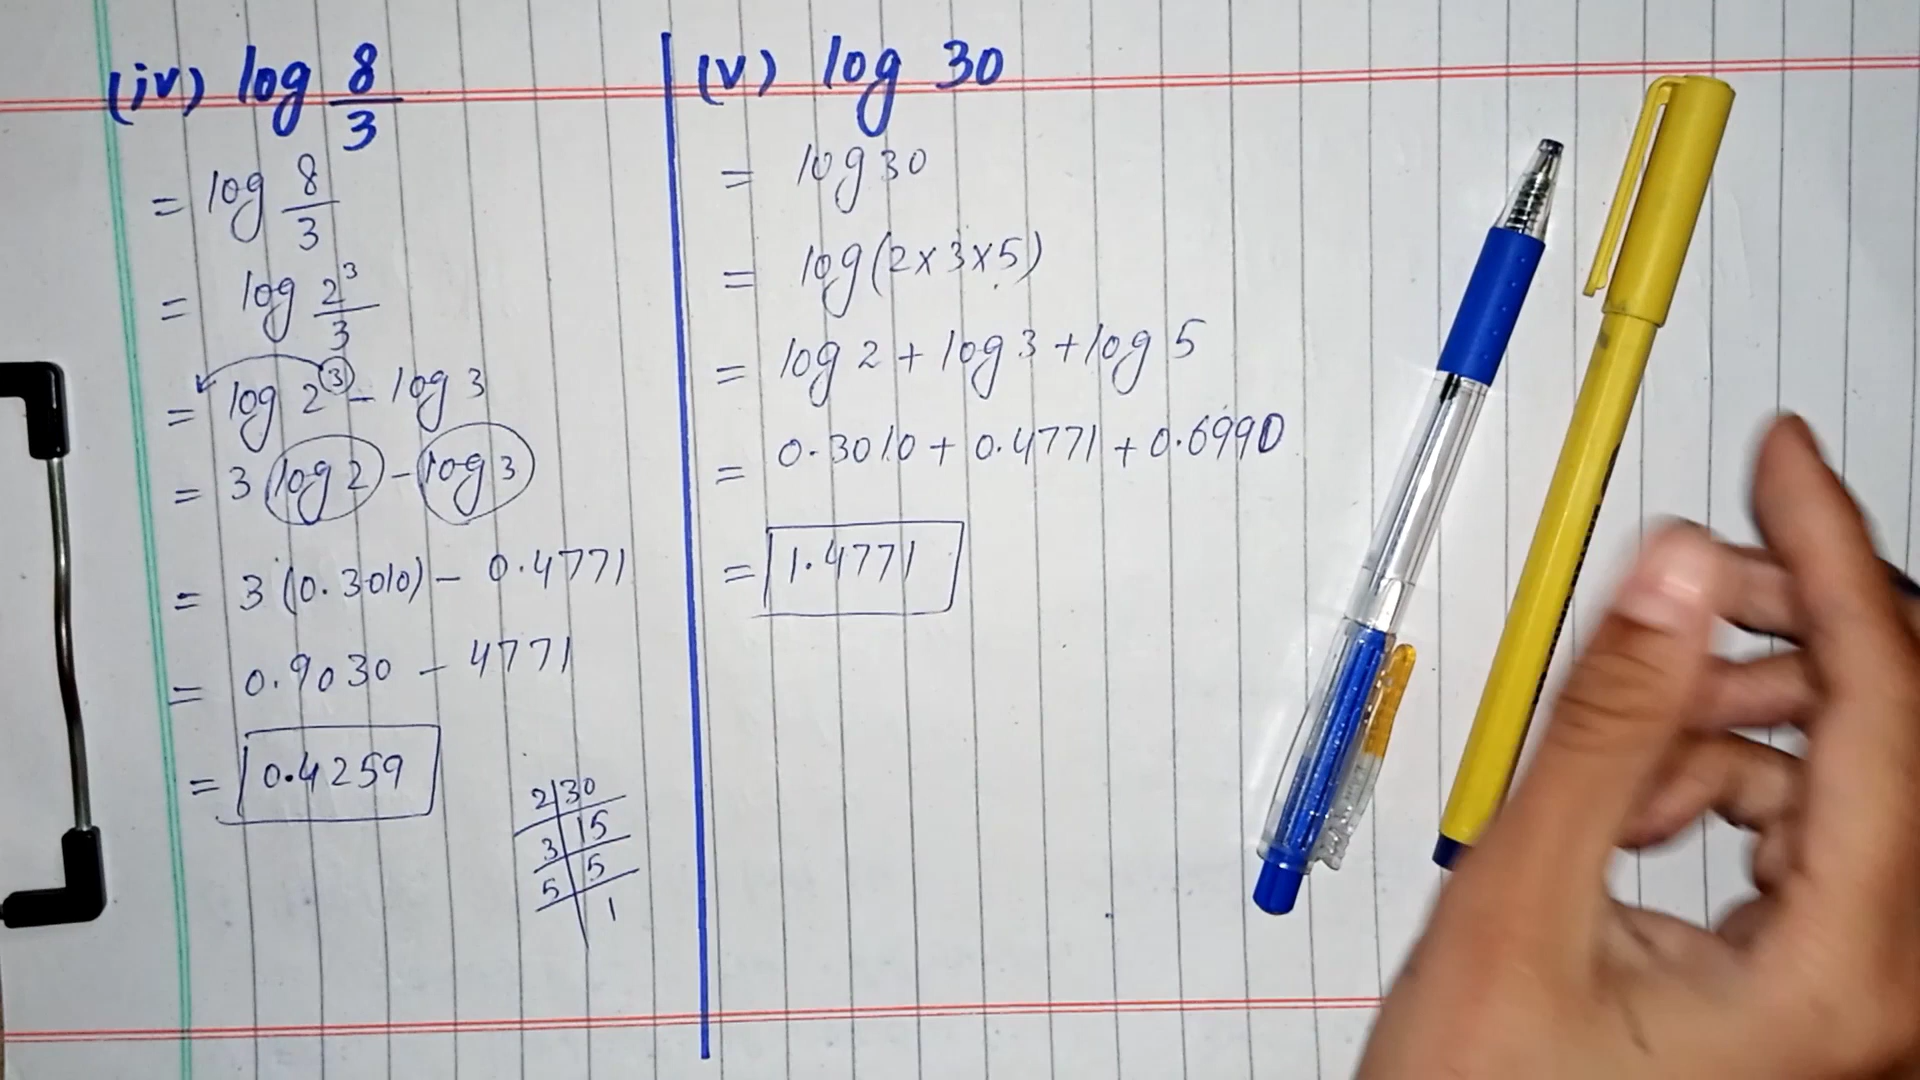 (iv) log 8/3
= log 8/3
= log 2³/3
= log 2³ - log 3
= 3 log 2 - log 3
= 3 (0.3010) - 0.4771
= 0.9030 - 4771
= 0.4259
2|30
3|15
5|5
1
(v) log 30
= log 30
= log (2×3×5)
= log 2 + log 3 + log 5
= 0.3010 + 0.4771 + 0.6990
= 1.4771